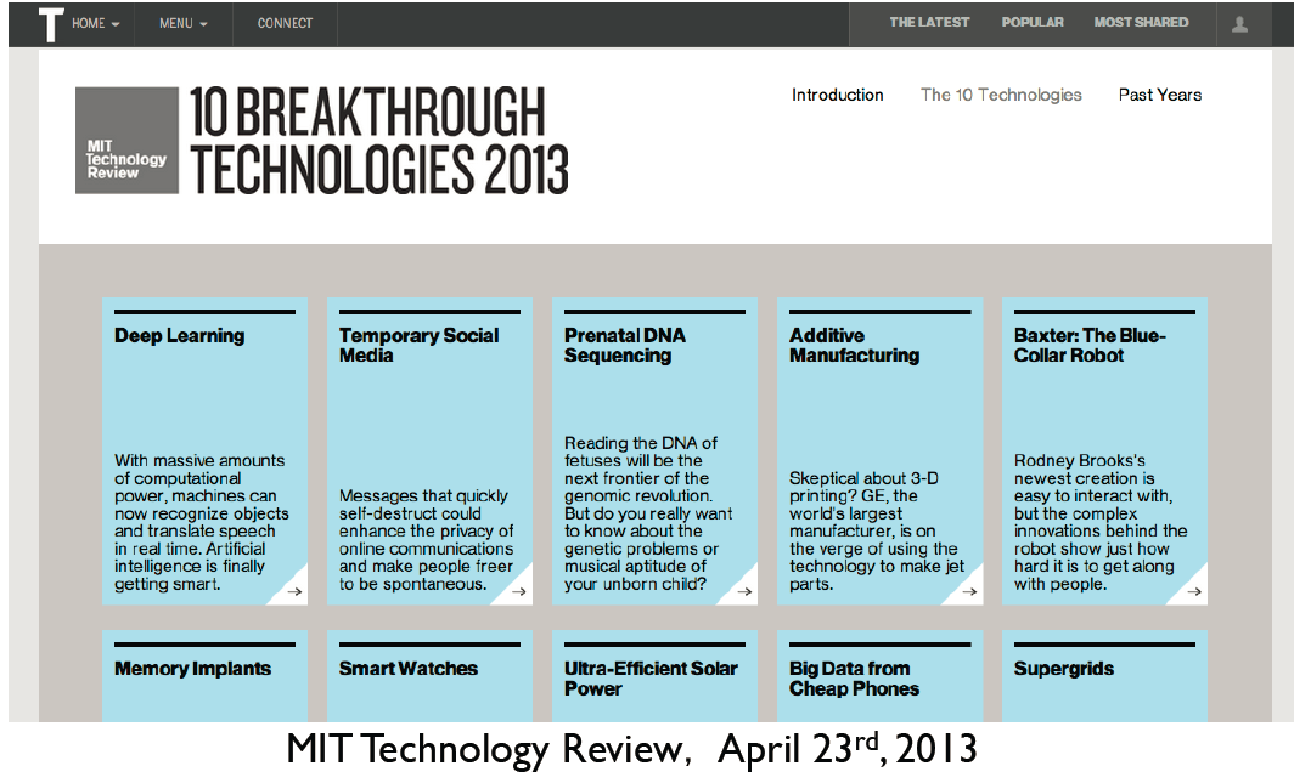 T HOME MENU CONNECT THE LATEST POPULAR MOST SHARED
MIT
Technology
Review
10 BREAKTHROUGH
TECHNOLOGIES 2013
Introduction The 10 Technologies Past Years
Deep Learning
With massive amounts
of computational
power, machines can
now recognize objects
and translate speech
in real time. Artificial
intelligence is finally
getting smart.
→
Temporary Social
Media
Messages that quickly
self-destruct could
enhance the privacy of
online communications
and make people freer
to be spontaneous.
→
Prenatal DNA
Sequencing
Reading the DNA of
fetuses will be the
next frontier of the
genomic revolution.
But do you really want
to know about the
genetic problems or
musical aptitude of
your unborn child?
→
Additive
Manufacturing
Skeptical about 3-D
printing? GE, the
world's largest
manufacturer, is on
the verge of using the
technology to make jet
parts.
→
Baxter: The Blue-
Collar Robot
Rodney Brooks's
newest creation is
easy to interact with,
but the complex
innovations behind the
robot show just how
hard it is to get along
with people.
→
Memory Implants
Smart Watches
Ultra-Efficient Solar
Power
Big Data from
Cheap Phones
Supergrids
MIT Technology Review, April 23rd, 2013